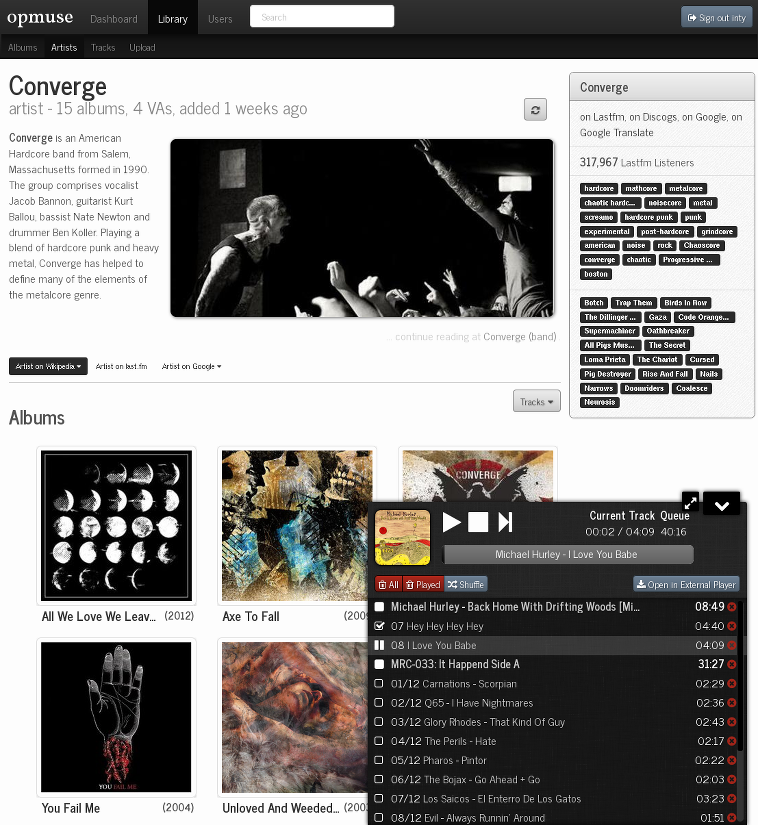 opmuse Dashboard Library Users Search Sign out inty
Albums Artists Tracks Upload
Converge
artist - 15 albums, 4 VAs, added 1 weeks ago
Converge is an American
Hardcore band from Salem,
Massachusetts formed in 1990.
The group comprises vocalist
Jacob Bannon, guitarist Kurt
Ballou, bassist Nate Newton and
drummer Ben Koller. Playing a
blend of hardcore punk and heavy
metal, Converge has helped to
define many of the elements of
the metalcore genre.
... continue reading at Converge (band)
Artist on Wikipedia Artist on last.fm Artist on Google
Converge
on Lastfm, on Discogs, on Google, on
Google Translate
317,967 Lastfm Listeners
hardcore mathcore metalcore
chaotic hardc... noisecore metal
screamo hardcore punk punk
experimental post-hardcore grindcore
american noise rock Chaoscore
converge chaotic Progressive ...
boston
Botch Trap Them Birds In Row
The Dillinger ... Gaza Code Orange...
Supermachiner Oathbreaker
All Pigs Mus... The Secret
Loma Prieta The Chariot Cursed
Pig Destroyer Rise And Fall Nails
Narrows Doomriders Coalesce
Neurosis
Tracks
Albums
CONVERGE
All We Love We Leav... (2012)
Axe To Fall (2009
YOU FAIL ME
You Fail Me (2004)
Unloved And Weeded...
Current Track Queue
00:02 / 04:09 40:16
Michael Hurley - I Love You Babe
All Played Shuffle Open in External Player
Michael Hurley - Back Home With Drifting Woods [Mi... 08:49
07 Hey Hey Hey Hey 04:40
08 I Love You Babe 04:09
MRC-033: It Happend Side A 31:27
01/12 Carnations - Scorpian 02:29
02/12 Q65 - I Have Nightmares 02:36
03/12 Glory Rhodes - That Kind Of Guy 02:43
04/12 The Perils - Hate 02:17
05/12 Pharos - Pintor 02:22
06/12 The Bojax - Go Ahead + Go 02:03
07/12 Los Saicos - El Enterro De Los Gatos 03:23
08/12 Evil - Always Runnin' Around 01:51